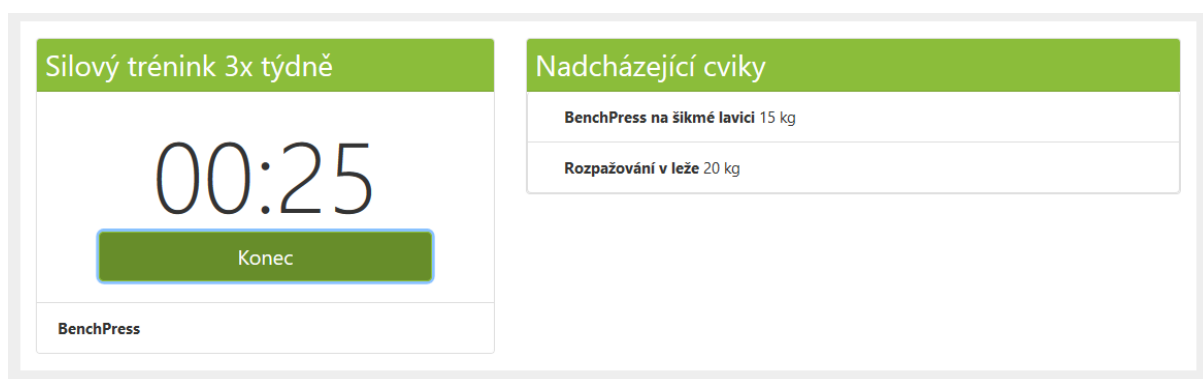 Silový trénink 3x týdně
00:25
Konec
BenchPress
Nadcházející cviky
BenchPress na šikmé lavici 15 kg
Rozpažování v leže 20 kg